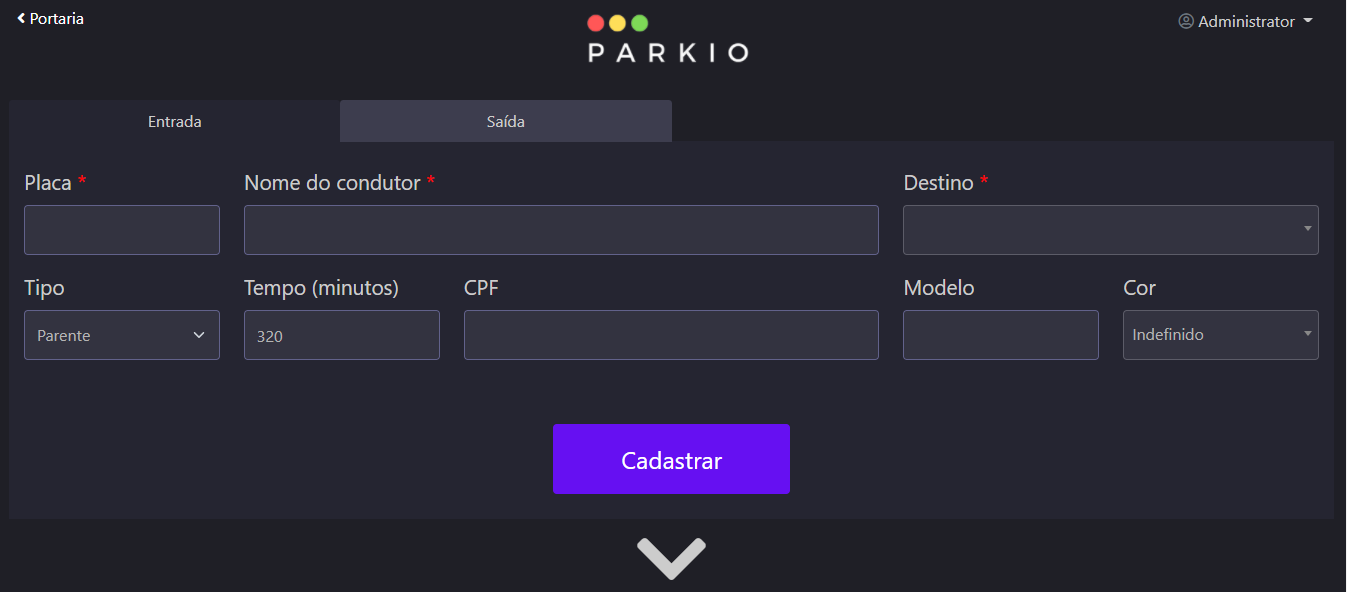 Portaria
PARKIO
Administrator
Entrada
Saída
Placa *
Nome do condutor *
Destino *
Tipo
Tempo (minutos)
CPF
Modelo
Cor
Parente
320
Indefinido
Cadastrar